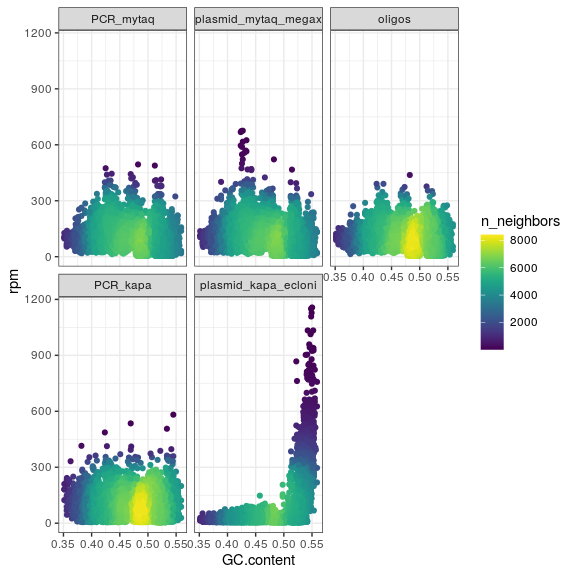 PCR_mytaq
plasmid_mytaq_megax
oligos
1200
900
600
300
0
0.35 0.40 0.45 0.50 0.55
PCR_kapa
plasmid_kapa_ecloni
1200
900
600
300
0
0.35 0.40 0.45 0.50 0.55
0.35 0.40 0.45 0.50 0.55
GC.content
rpm
n_neighbors
8000
6000
4000
2000